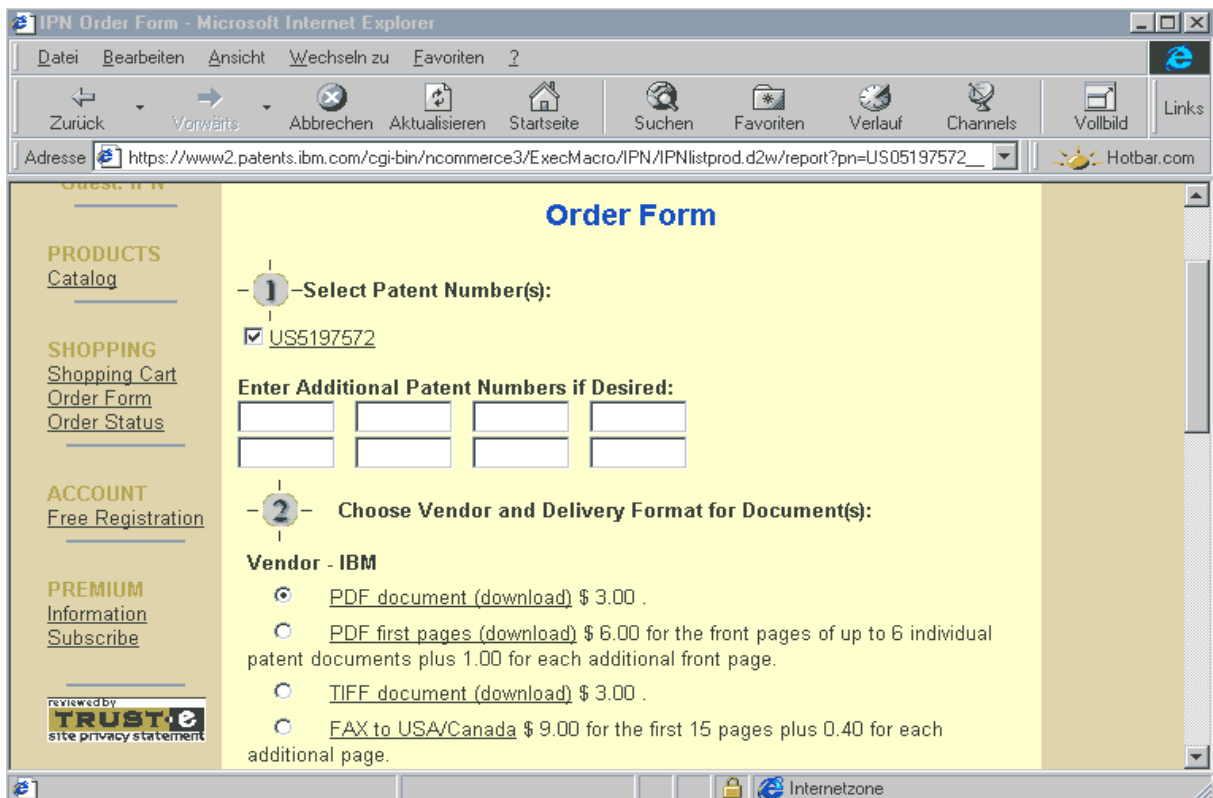 IPN Order Form - Microsoft Internet Explorer
Datei Bearbeiten Ansicht Wechseln zu Favoriten ?
Zurück Vorwärts Abbrechen Aktualisieren Startseite Suchen Favoriten Verlauf Channels Vollbild Links
Adresse https://www2.patents.ibm.com/cgi-bin/ncommerce3/ExecMacro/IPN/IPNlistprod.d2w/report?pn=US05197572__ Hotbar.com
Guest: IPN
PRODUCTS
Catalog
SHOPPING
Shopping Cart
Order Form
Order Status
ACCOUNT
Free Registration
PREMIUM
Information
Subscribe
reviewed by
TRUST·e
site privacy statement
Order Form
1 Select Patent Number(s):
US5197572
Enter Additional Patent Numbers if Desired:
2 Choose Vendor and Delivery Format for Document(s):
Vendor - IBM
PDF document (download) $ 3.00 .
PDF first pages (download) $ 6.00 for the front pages of up to 6 individual
patent documents plus 1.00 for each additional front page.
TIFF document (download) $ 3.00 .
FAX to USA/Canada $ 9.00 for the first 15 pages plus 0.40 for each
additional page.
Internetzone